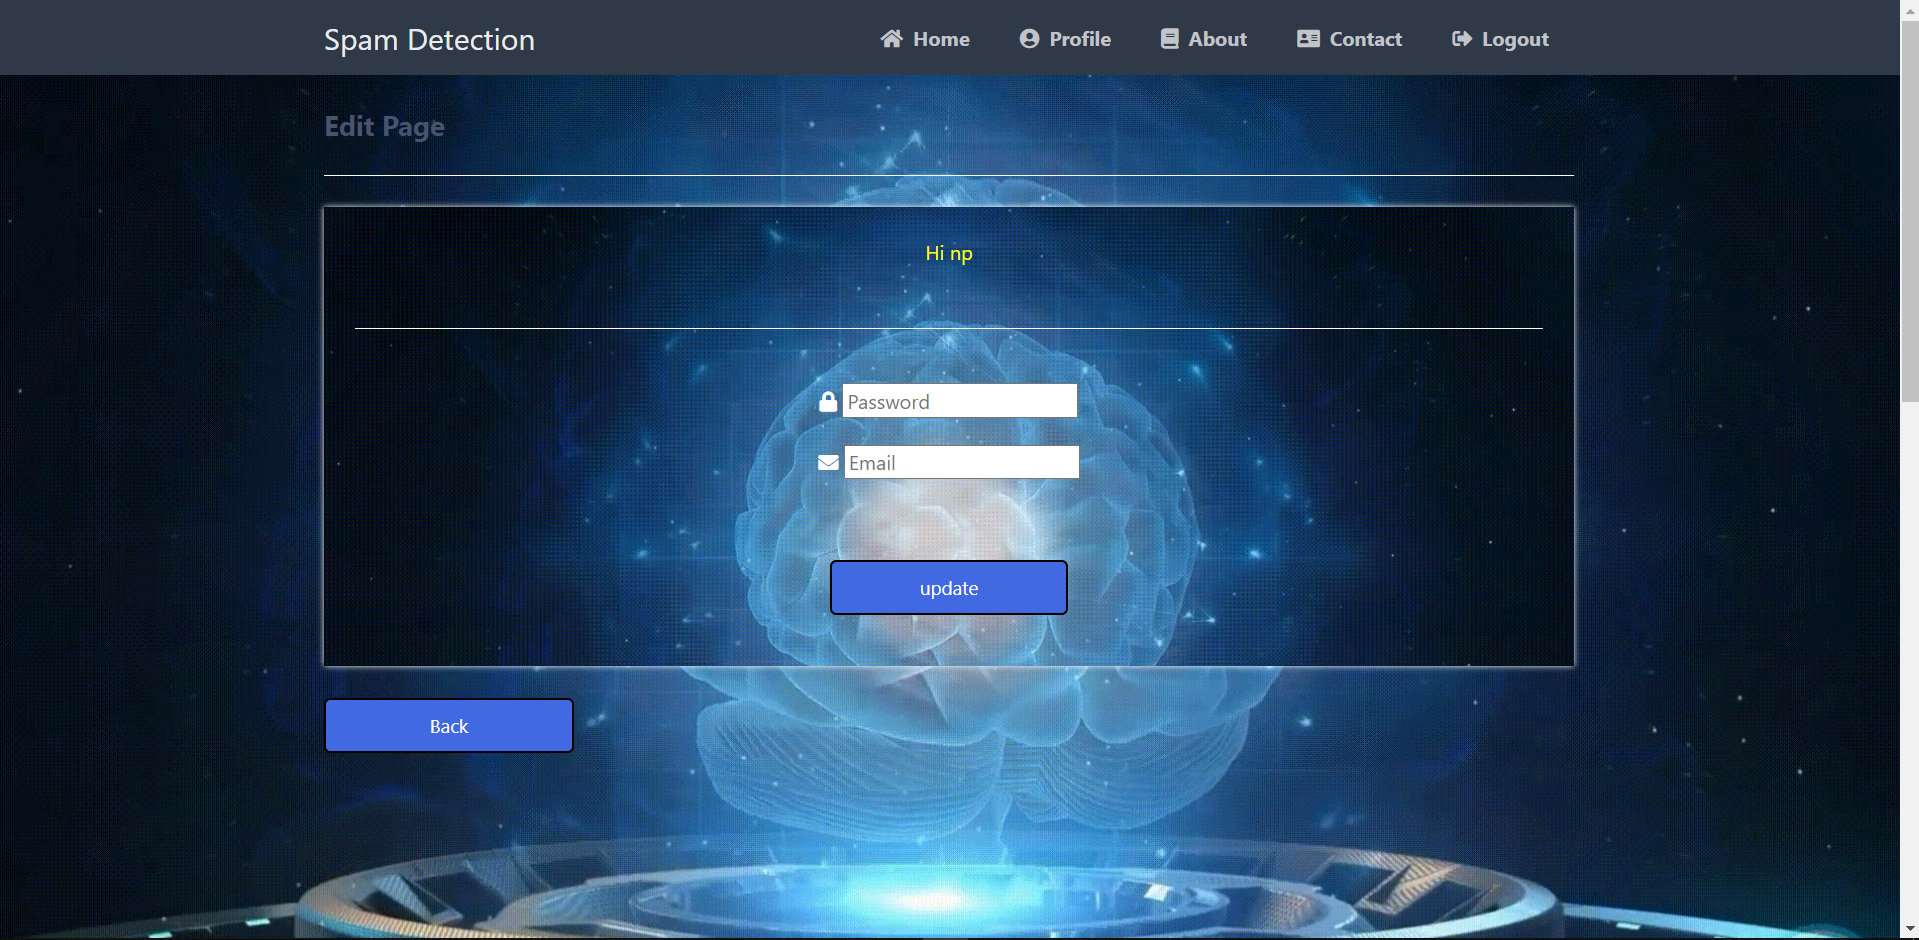 Spam Detection
Home
Profile
About
Contact
Logout
Edit Page
Hi np
Password
Email
update
Back